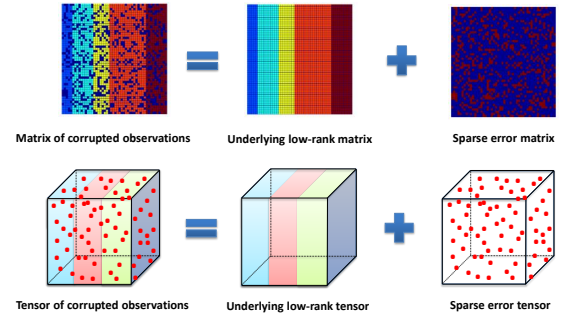 Matrix of corrupted observations
Underlying low-rank matrix
Sparse error matrix
Tensor of corrupted observations
Underlying low-rank tensor
Sparse error tensor